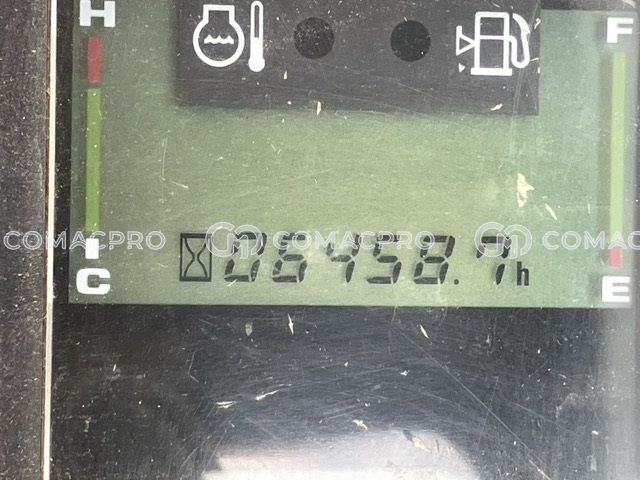 H F
COMACPRO COMACPRO COMACPRO
06458.7h
C E